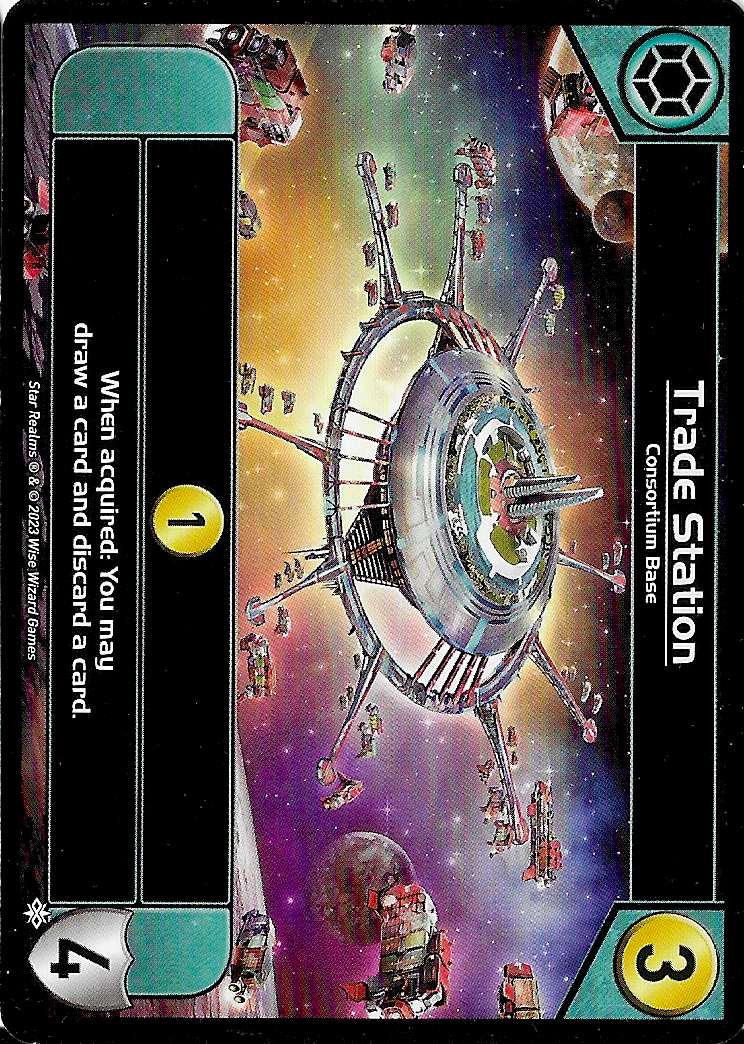 Trade Station
Consortium Base
3
1
When acquired: You may
draw a card and discard a card.
4
Star Realms ® & © 2023 Wise Wizard Games